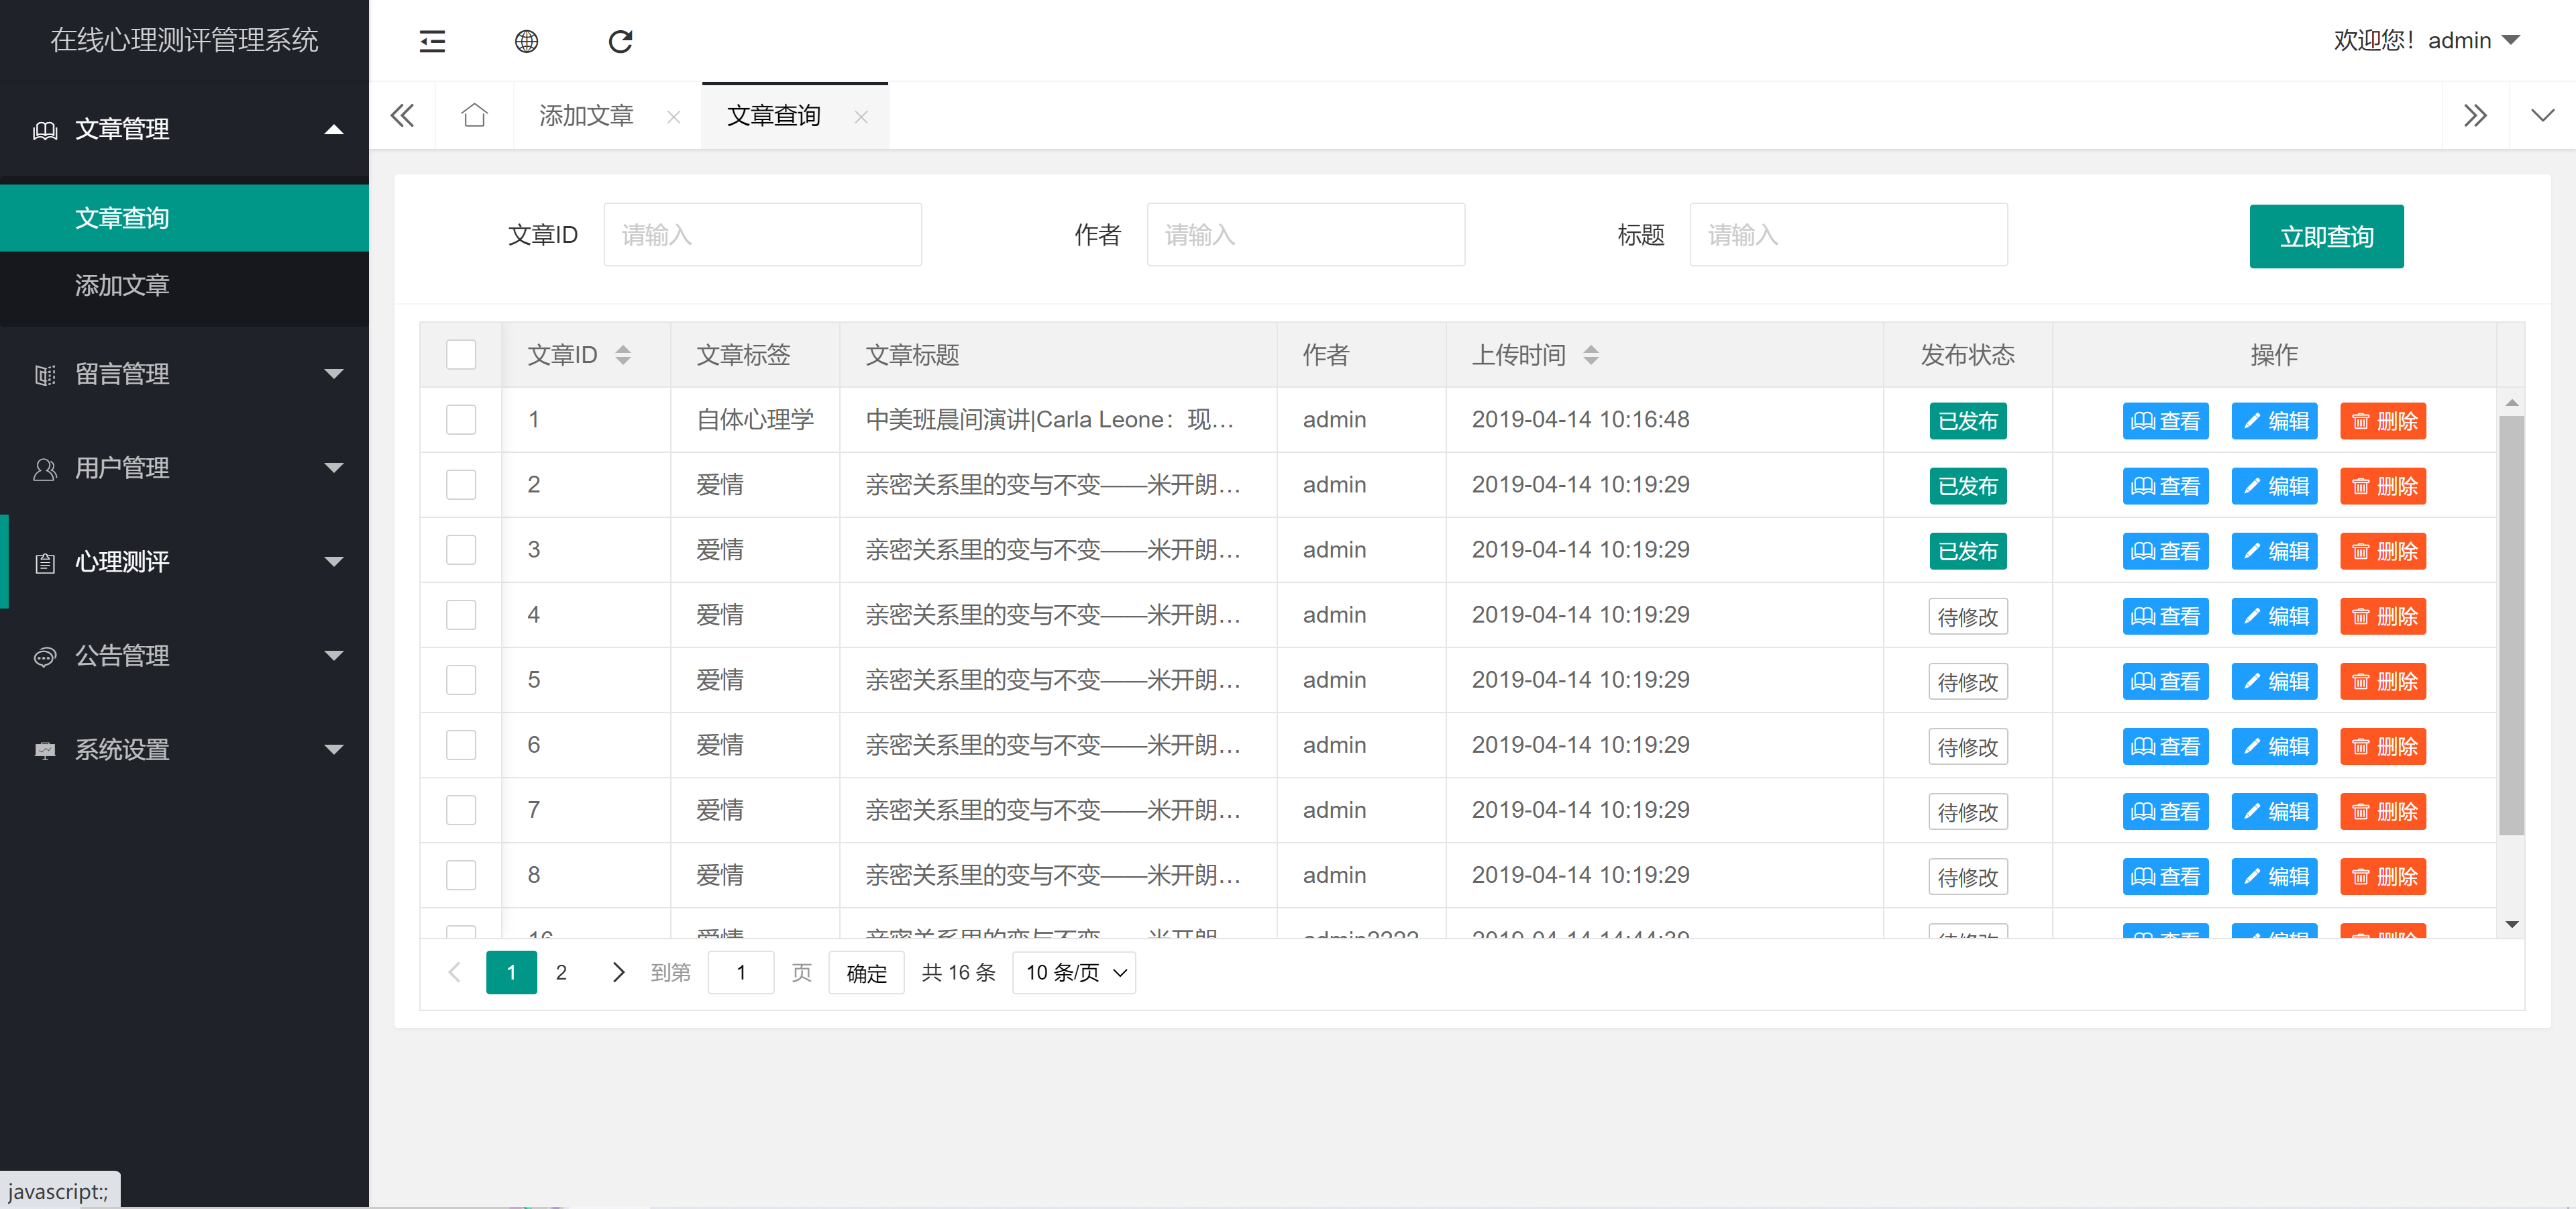 在线心理测评管理系统
欢迎您！admin
文章管理
添加文章
文章查询
文章查询
添加文章
留言管理
用户管理
心理测评
公告管理
系统设置
文章ID 请输入 作者 请输入 标题 请输入 立即查询
文章ID 文章标签 文章标题 作者 上传时间 发布状态 操作
1 自体心理学 中美班晨间演讲|Carla Leone：现... admin 2019-04-14 10:16:48 已发布 查看 编辑 删除
2 爱情 亲密关系里的变与不变——米开朗... admin 2019-04-14 10:19:29 已发布 查看 编辑 删除
3 爱情 亲密关系里的变与不变——米开朗... admin 2019-04-14 10:19:29 已发布 查看 编辑 删除
4 爱情 亲密关系里的变与不变——米开朗... admin 2019-04-14 10:19:29 待修改 查看 编辑 删除
5 爱情 亲密关系里的变与不变——米开朗... admin 2019-04-14 10:19:29 待修改 查看 编辑 删除
6 爱情 亲密关系里的变与不变——米开朗... admin 2019-04-14 10:19:29 待修改 查看 编辑 删除
7 爱情 亲密关系里的变与不变——米开朗... admin 2019-04-14 10:19:29 待修改 查看 编辑 删除
8 爱情 亲密关系里的变与不变——米开朗... admin 2019-04-14 10:19:29 待修改 查看 编辑 删除
1 2 到第 1 页 确定 共 16 条 10 条/页
javascript:;